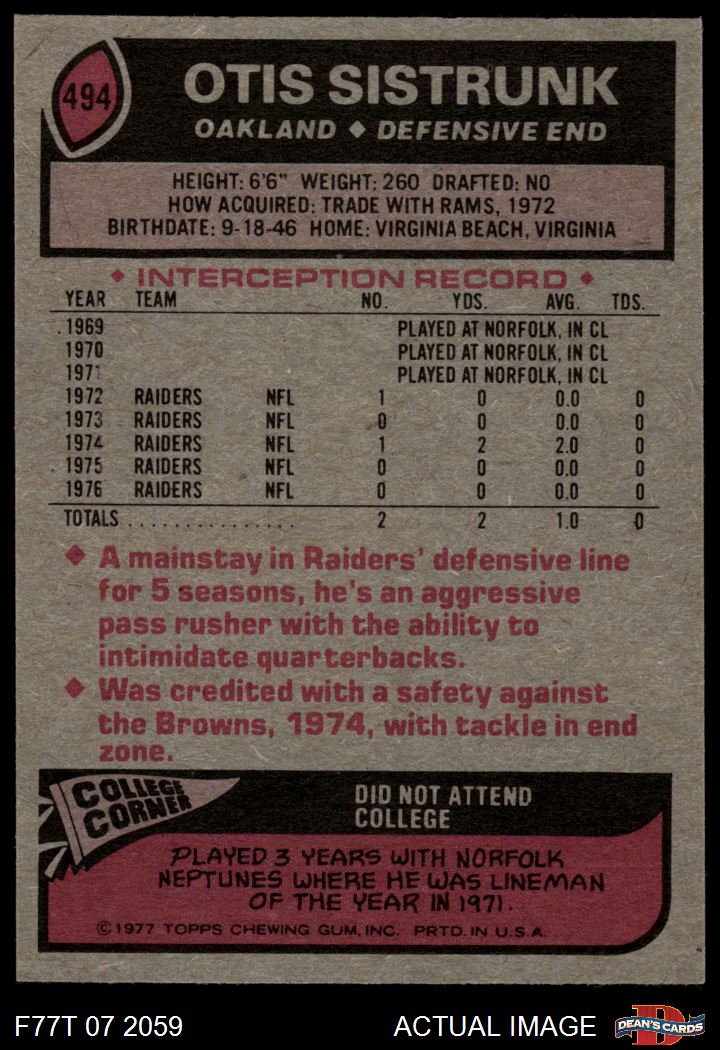 494
OTIS SISTRUNK
OAKLAND ◆ DEFENSIVE END
HEIGHT: 6'6" WEIGHT: 260 DRAFTED: NO
HOW ACQUIRED: TRADE WITH RAMS, 1972
BIRTHDATE: 9-18-46 HOME: VIRGINIA BEACH, VIRGINIA
◆ INTERCEPTION RECORD ◆
YEAR TEAM NO. YDS. AVG. TDS.
1969 PLAYED AT NORFOLK, IN CL
1970 PLAYED AT NORFOLK, IN CL
1971 PLAYED AT NORFOLK, IN CL
1972 RAIDERS NFL 1 0 0.0 0
1973 RAIDERS NFL 0 0 0.0 0
1974 RAIDERS NFL 1 2 2.0 0
1975 RAIDERS NFL 0 0 0.0 0
1976 RAIDERS NFL 0 0 0.0 0
TOTALS . . . . . . . . . . . . . . . 2 2 1.0 0
◆ A mainstay in Raiders' defensive line
for 5 seasons, he's an aggressive
pass rusher with the ability to
intimidate quarterbacks.
◆ Was credited with a safety against
the Browns, 1974, with tackle in end
zone.
COLLEGE
CORNER
DID NOT ATTEND
COLLEGE
PLAYED 3 YEARS WITH NORFOLK
NEPTUNES WHERE HE WAS LINEMAN
OF THE YEAR IN 1971.
©1977 TOPPS CHEWING GUM, INC. PRTD. IN U.S.A.
F77T 07 2059 ACTUAL IMAGE
D
DEAN'S CARDS